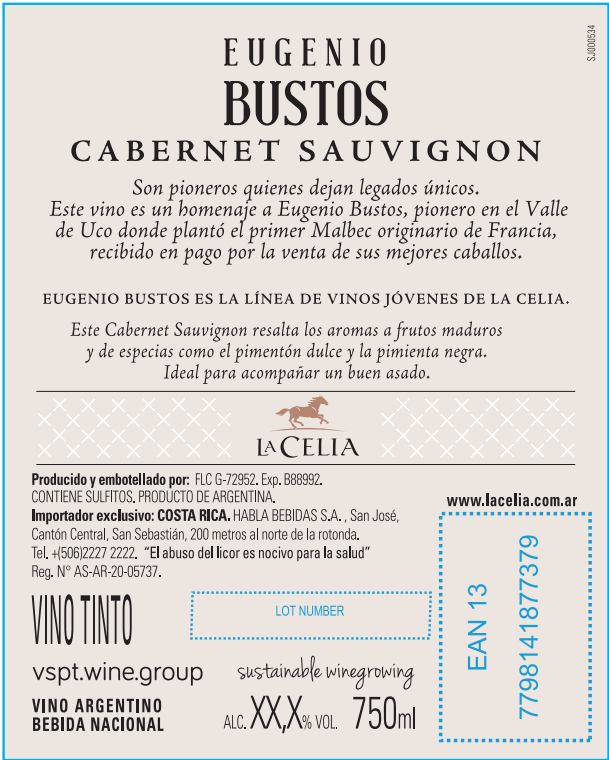 SJ000534
EUGENIO
BUSTOS
CABERNET SAUVIGNON
Son pioneros quienes dejan legados únicos.
Este vino es un homenaje a Eugenio Bustos, pionero en el Valle
de Uco donde plantó el primer Malbec originario de Francia,
recibido en pago por la venta de sus mejores caballos.
EUGENIO BUSTOS ES LA LÍNEA DE VINOS JÓVENES DE LA CELIA.
Este Cabernet Sauvignon resalta los aromas a frutos maduros
y de especias como el pimentón dulce y la pimienta negra.
Ideal para acompañar un buen asado.
LA CELIA
Producido y embotellado por: FLC G-72952. Exp. B88992.
CONTIENE SULFITOS. PRODUCTO DE ARGENTINA.
Importador exclusivo: COSTA RICA. HABLA BEBIDAS S.A. , San José,
Cantón Central, San Sebastián, 200 metros al norte de la rotonda.
Tel. +(506)2227 2222. “El abuso del licor es nocivo para la salud”
Reg. N° AS-AR-20-05737.
www.lacelia.com.ar
VINO TINTO
LOT NUMBER
EAN 13
7798141877379
vspt.wine.group
sustainable winegrowing
VINO ARGENTINO
BEBIDA NACIONAL
ALC. XX,X% VOL. 750ml